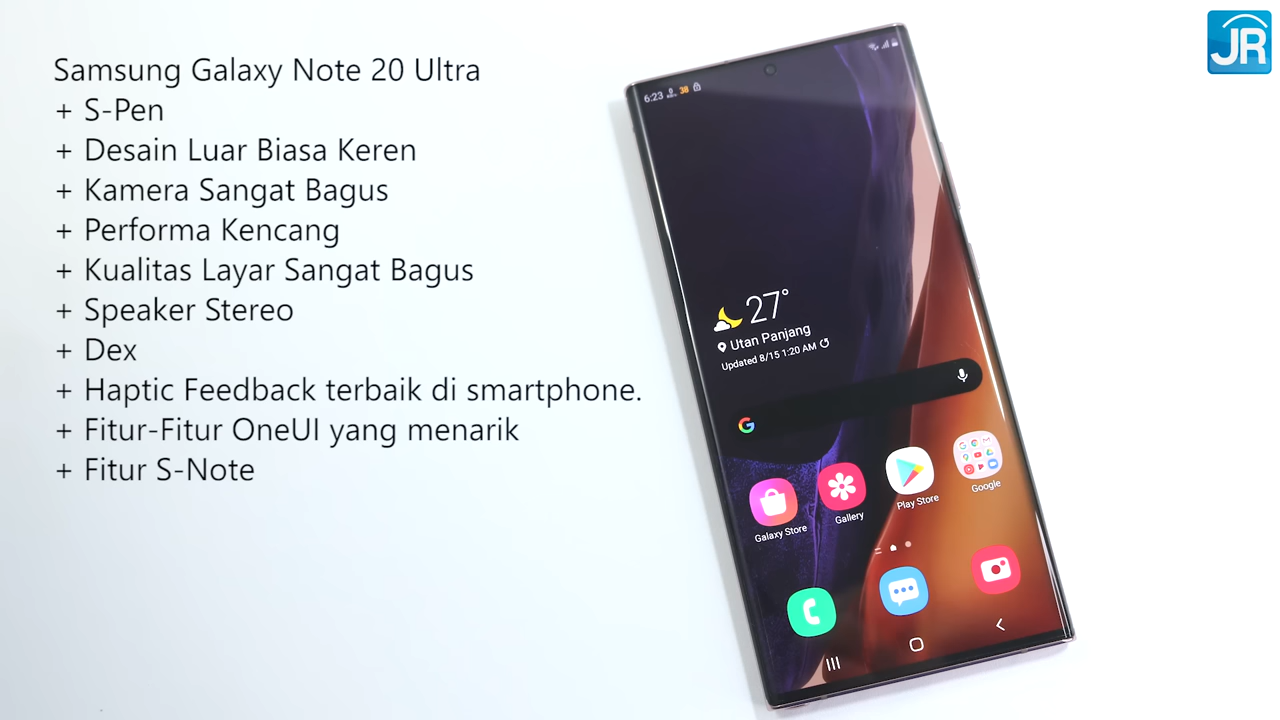 JR
Samsung Galaxy Note 20 Ultra
+ S-Pen
+ Desain Luar Biasa Keren
+ Kamera Sangat Bagus
+ Performa Kencang
+ Kualitas Layar Sangat Bagus
+ Speaker Stereo
+ Dex
+ Haptic Feedback terbaik di smartphone.
+ Fitur-Fitur OneUI yang menarik
+ Fitur S-Note
6:23 38
27°
Utan Panjang
Updated 8/15 1:20 AM
G
Galaxy Store Gallery Play Store Google